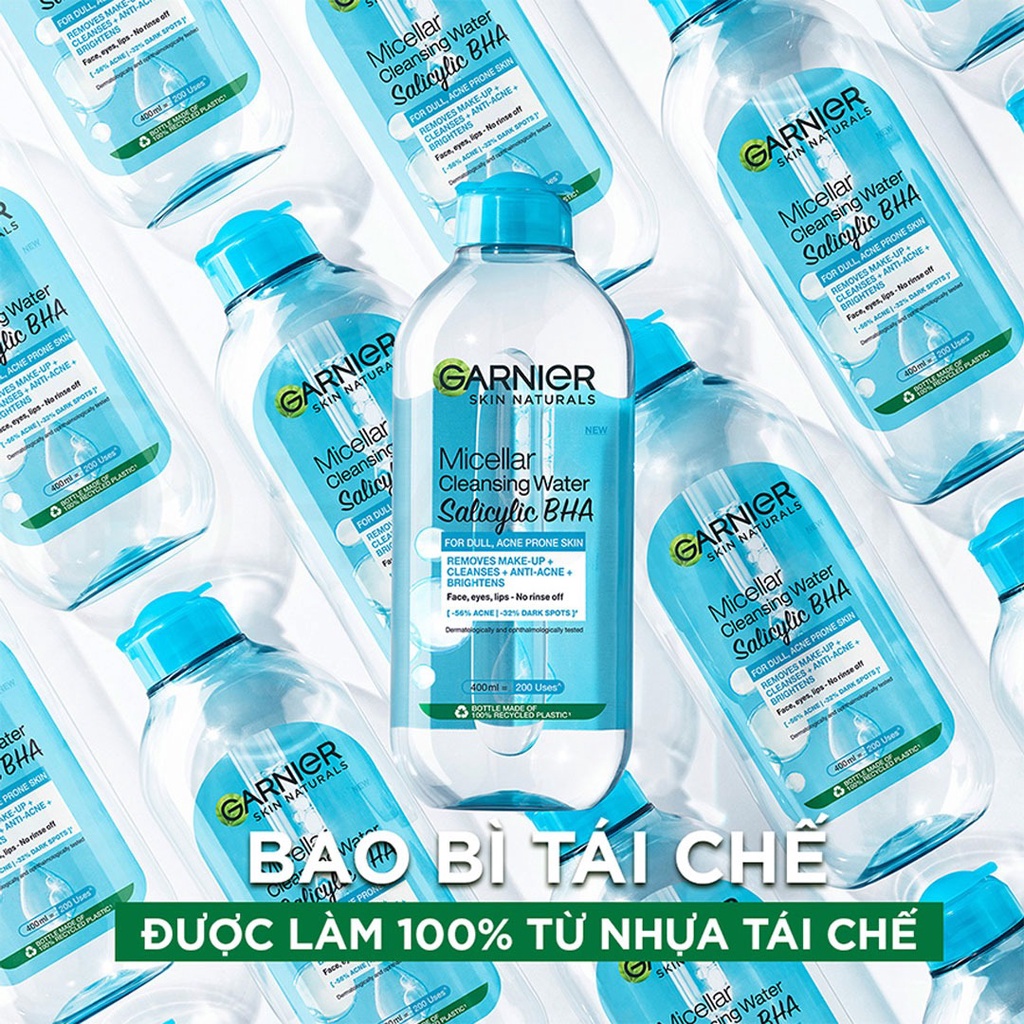 GARNIER
SKIN NATURALS
NEW
Micellar
Cleansing Water
Salicylic BHA
FOR DULL, ACNE PRONE SKIN
REMOVES MAKE-UP +
CLEANSES + ANTI-ACNE +
BRIGHTENS
Face, eyes, lips - No rinse off
[ -56% ACNE | -32% DARK SPOTS ]*
Dermatologically and ophthalmologically tested
400ml = 200 Uses^
BOTTLE MADE OF
100% RECYCLED PLASTIC¹
BAO BÌ TÁI CHẾ
ĐƯỢC LÀM 100% TỪ NHỰA TÁI CHẾ